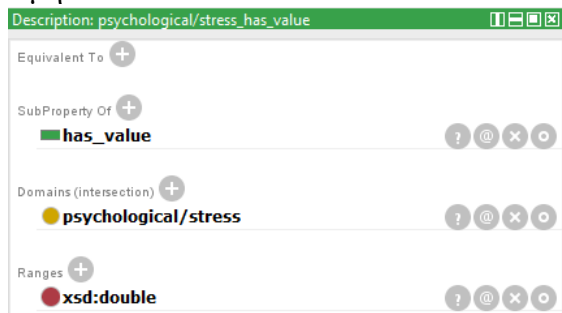 Description: psychological/stress_has_value
Equivalent To
SubProperty Of
has_value
Domains (intersection)
psychological/stress
Ranges
xsd:double